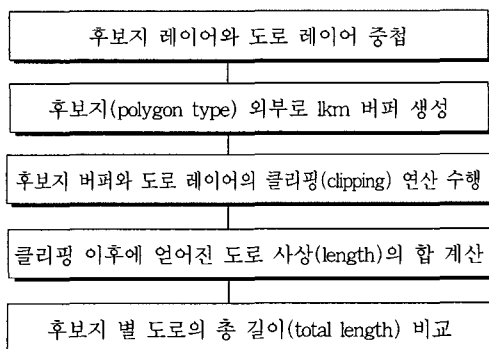 후보지 레이어와 도로 레이어 중첩
후보지(polygon type) 외부로 1km 버퍼 생성
후보지 버퍼와 도로 레이어의 클리핑(clipping) 연산 수행
클리핑 이후에 얻어진 도로 사상(length)의 합 계산
후보지 별 도로의 총 길이(total length) 비교